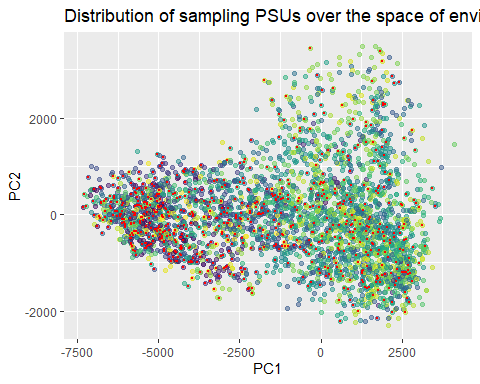 Distribution of sampling PSUs over the space of envi
2000
0
-2000
-7500
-5000
-2500
0
2500
PC2
PC1